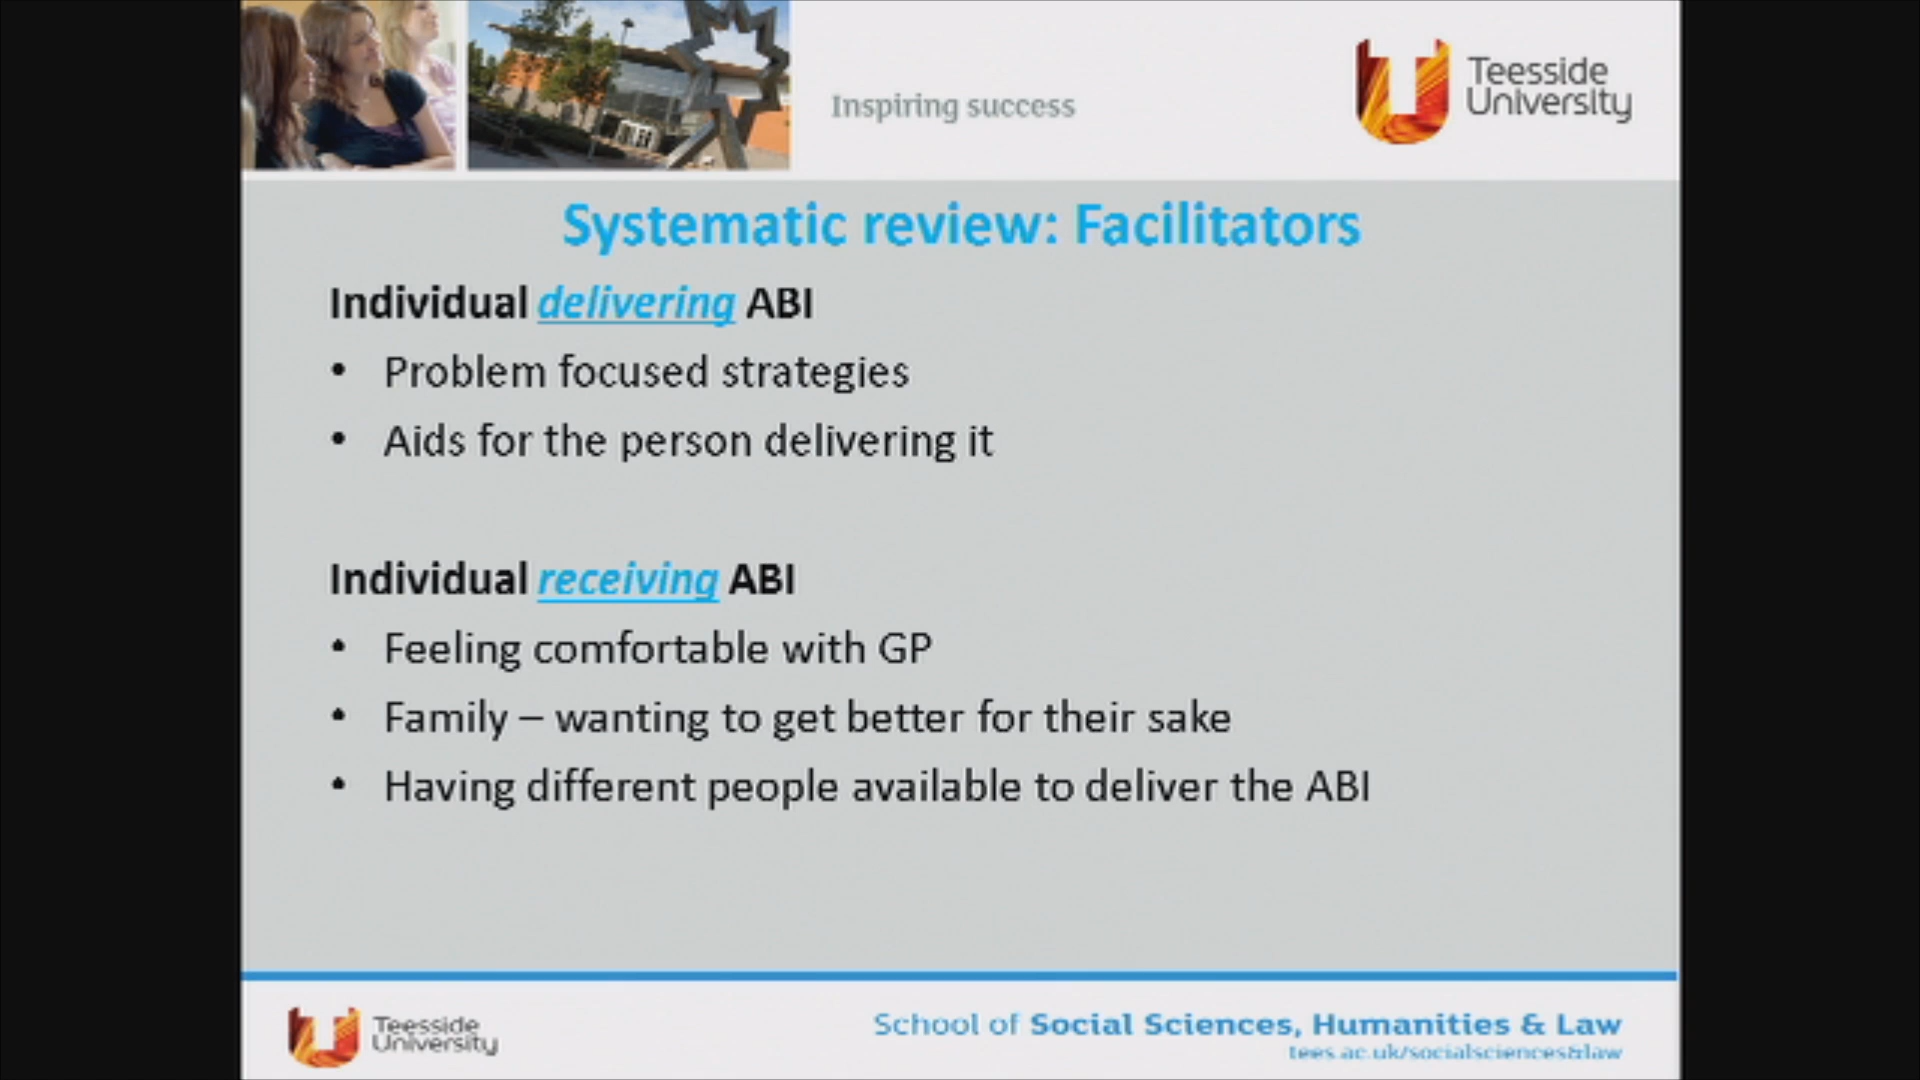 Inspiring success
Teesside
University
Systematic review: Facilitators
Individual delivering ABI
• Problem focused strategies
• Aids for the person delivering it
Individual receiving ABI
• Feeling comfortable with GP
• Family – wanting to get better for their sake
• Having different people available to deliver the ABI
Teesside
University
School of Social Sciences, Humanities & Law
tees.ac.uk/socialsciences&law